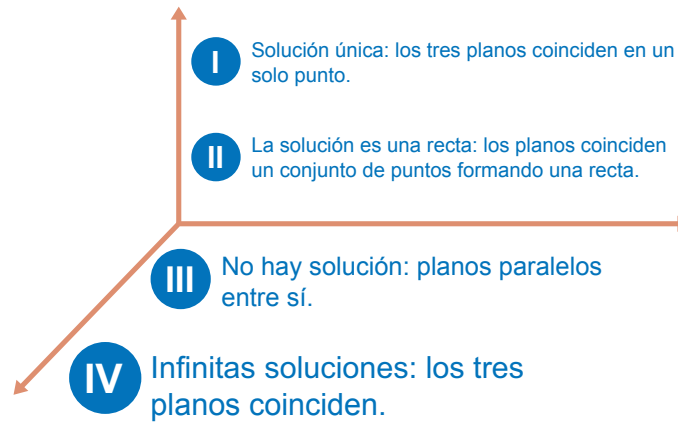 I
Solución única: los tres planos coinciden en un
solo punto.
II
La solución es una recta: los planos coinciden
un conjunto de puntos formando una recta.
III
No hay solución: planos paralelos
entre sí.
IV
Infinitas soluciones: los tres
planos coinciden.